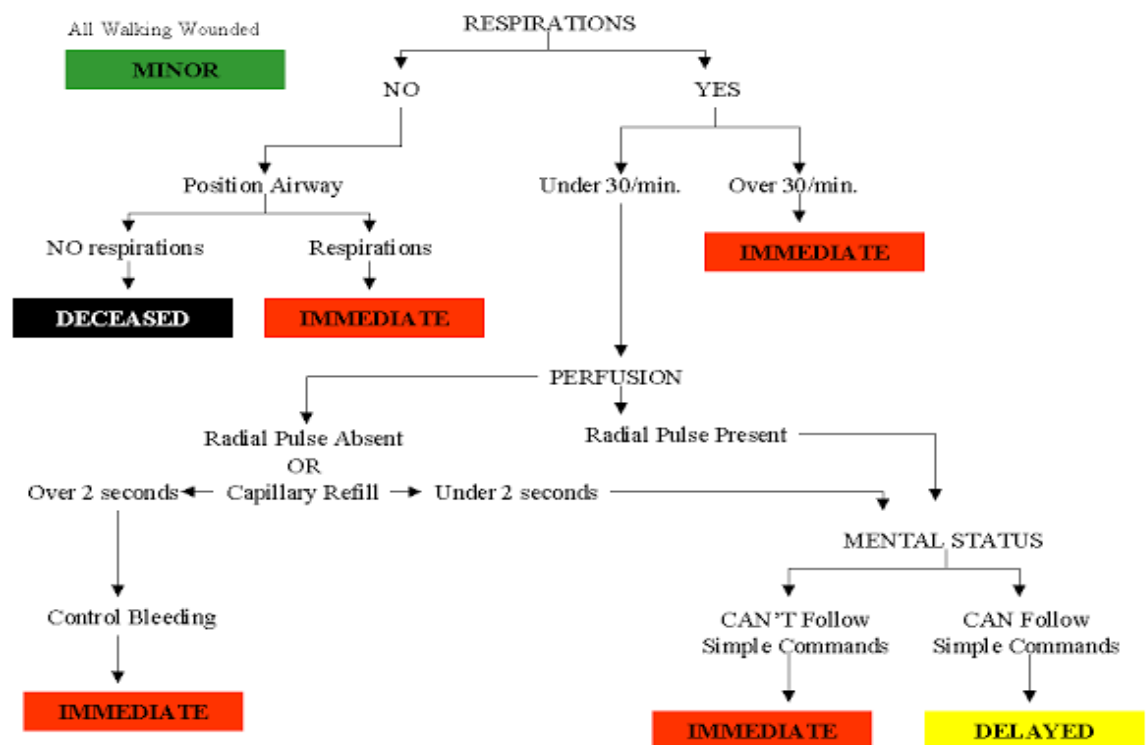 All Walking Wounded
MINOR
RESPIRATIONS
NO
YES
Position Airway
Under 30/min.
Over 30/min.
NO respirations
Respirations
IMMEDIATE
DECEASED
IMMEDIATE
PERFUSION
Radial Pulse Absent
Radial Pulse Present
OR
Over 2 seconds
Capillary Refill
Under 2 seconds
MENTAL STATUS
Control Bleeding
CAN'T Follow
Simple Commands
CAN Follow
Simple Commands
IMMEDIATE
IMMEDIATE
DELAYED